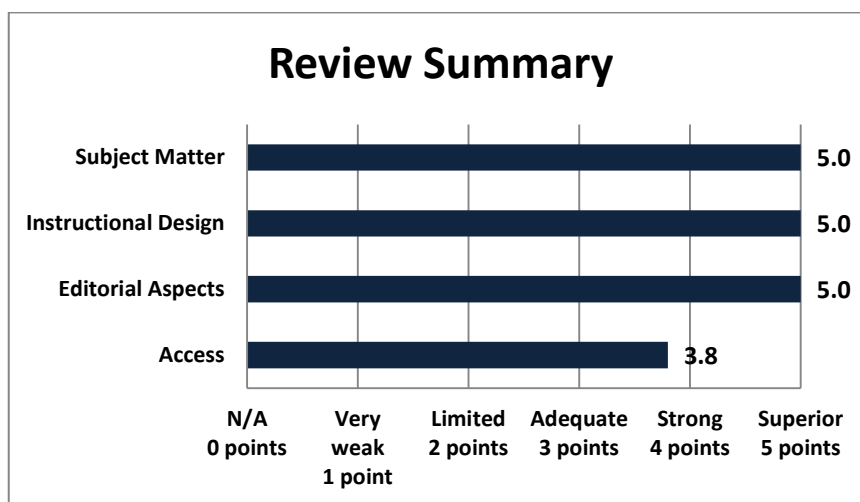 Review Summary
Subject Matter 5.0
Instructional Design 5.0
Editorial Aspects 5.0
Access 3.8
N/A Very Limited Adequate Strong Superior
0 points weak 2 points 3 points 4 points 5 points
1 point